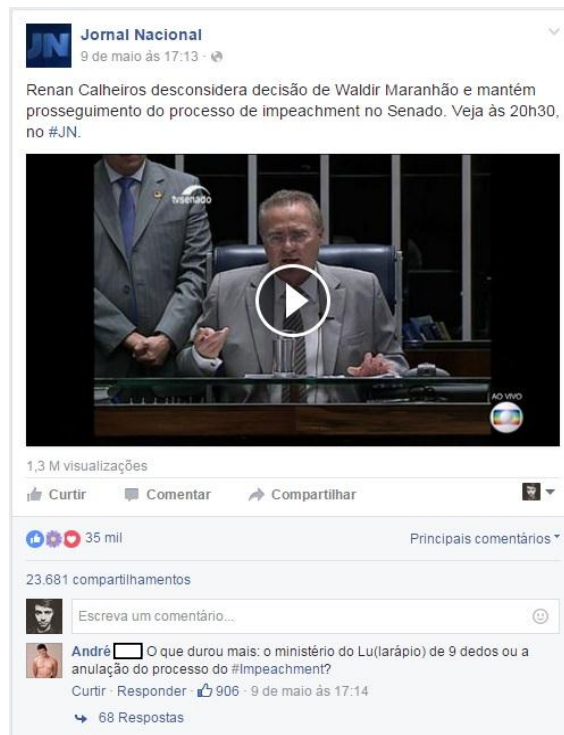 JN
Jornal Nacional
9 de maio às 17:13 ·
Renan Calheiros desconsidera decisão de Waldir Maranhão e mantém
prosseguimento do processo de impeachment no Senado. Veja às 20h30,
no #JN.
tvsenado
AO VIVO
1,3 M visualizações
Curtir Comentar Compartilhar
35 mil Principais comentários
23.681 compartilhamentos
Escreva um comentário...
André O que durou mais: o ministério do Lu(larápio) de 9 dedos ou a
anulação do processo do #Impeachment?
Curtir · Responder · 906 · 9 de maio às 17:14
68 Respostas